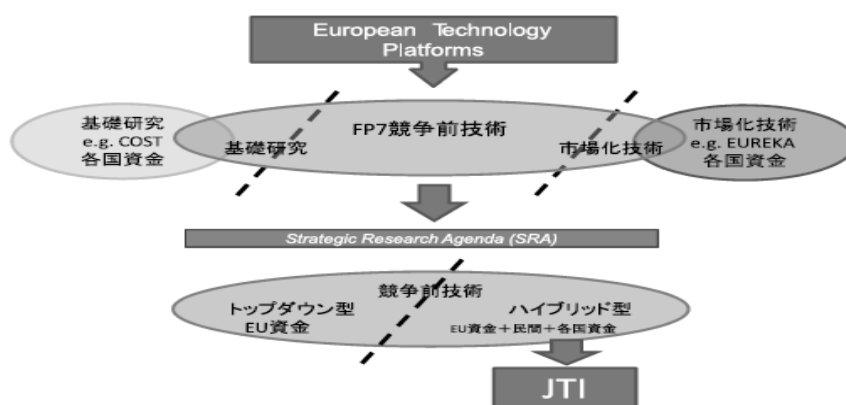 European Technology
Platforms
基礎研究
e.g. COST
各国資金
基礎研究
FP7競争前技術
市場化技術
市場化技術
e.g. EUREKA
各国資金
Strategic Research Agenda (SRA)
競争前技術
トップダウン型
EU資金
ハイブリッド型
EU資金＋民間＋各国資金
JTI